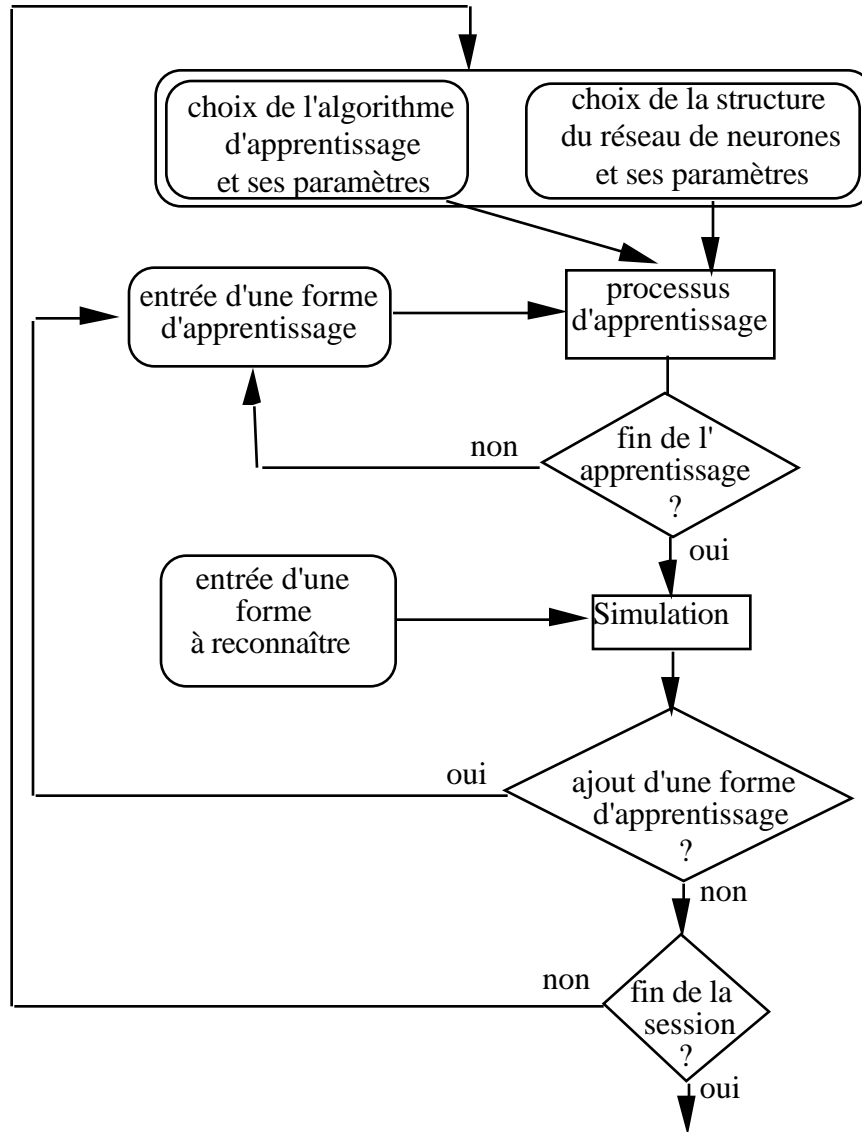 choix de l'algorithme
d'apprentissage
et ses paramètres
choix de la structure
du réseau de neurones
et ses paramètres
entrée d'une forme
d'apprentissage
processus
d'apprentissage
non
fin de l'
apprentissage
?
oui
entrée d'une
forme
à reconnaître
Simulation
oui
ajout d'une forme
d'apprentissage
?
non
non
fin de la
session
?
oui